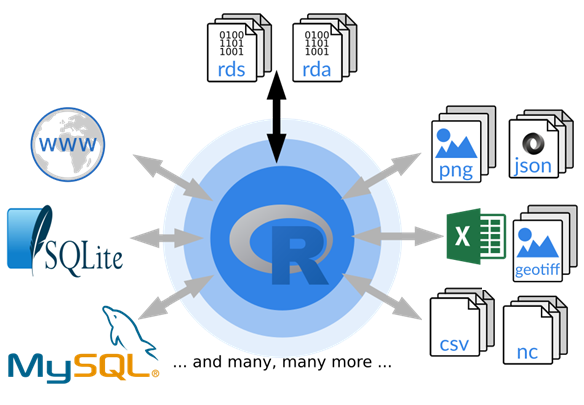 0100
1101
1001
rds
0100
1101
1001
rda
www
png
json
SQLite
R
X
geotiff
csv
nc
MySQL®
... and many, many more ...